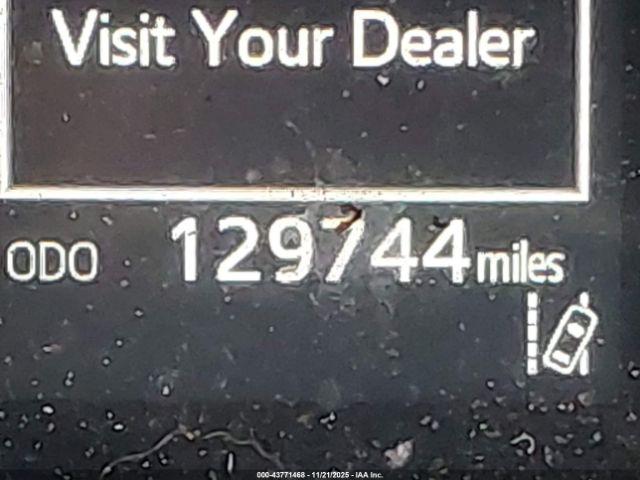 Visit Your Dealer
ODO 129744 miles
000-43771468 - 11/21/2025 - IAA Inc.